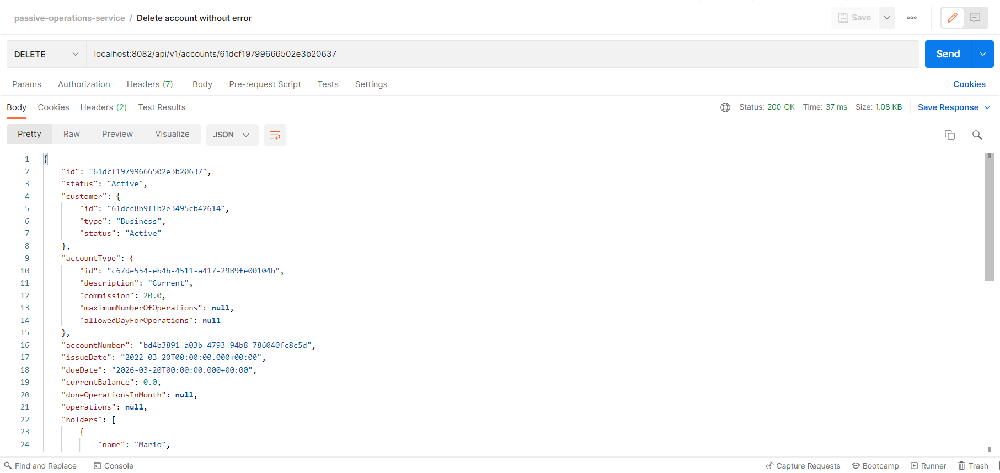 passive-operations-service / Delete account without error
Save
DELETE
localhost:8082/api/v1/accounts/61dcf19799666502e3b20637
Send
Params Authorization Headers (7) Body Pre-request Script Tests Settings Cookies
Body Cookies Headers (2) Test Results Status: 200 OK Time: 37 ms Size: 1.08 KB Save Response
Pretty Raw Preview Visualize JSON
1 {
2 "id": "61dcf19799666502e3b20637",
3 "status": "Active",
4 "customer": {
5 "id": "61dcc8b9ffb2e3495cb42614",
6 "type": "Business",
7 "status": "Active"
8 },
9 "accountType": {
10 "id": "c67de554-eb4b-4511-a417-2989fe00104b",
11 "description": "Current",
12 "commission": 20.0,
13 "maximumNumberOfOperations": null,
14 "allowedDayForOperations": null
15 },
16 "accountNumber": "bd4b3891-a03b-4793-94b8-786040fc8c5d",
17 "issueDate": "2022-03-20T00:00:00.000+00:00",
18 "dueDate": "2026-03-20T00:00:00.000+00:00",
19 "currentBalance": 0.0,
20 "doneOperationsInMonth": null,
21 "operations": null,
22 "holders": [
23 {
24 "name": "Mario",
Find and Replace Console Capture Requests Bootcamp Runner Trash